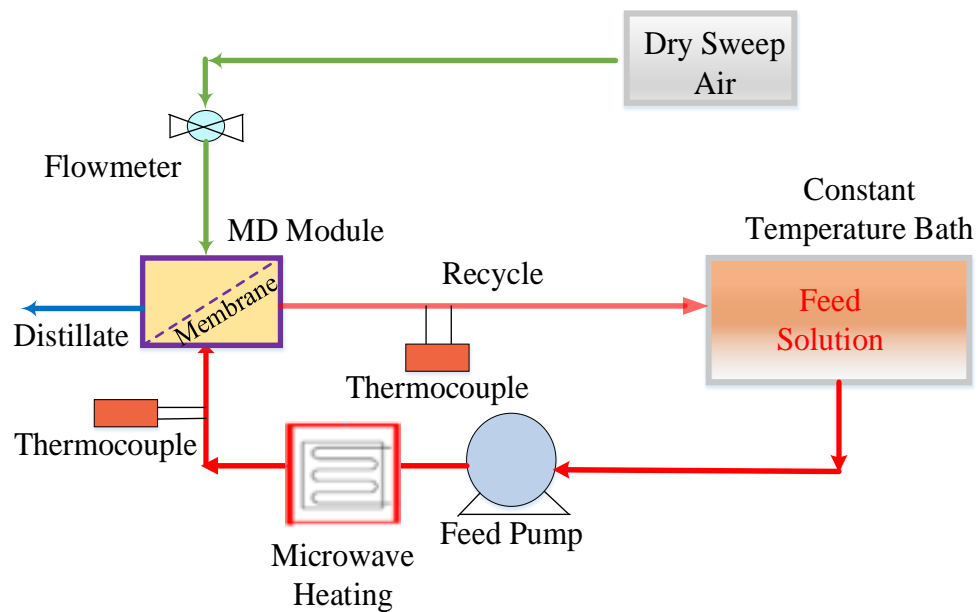 Dry Sweep
Air
Flowmeter
MD Module
Constant
Temperature Bath
Recycle
Membrane
Feed
Solution
Distillate
Thermocouple
Thermocouple
Feed Pump
Microwave
Heating